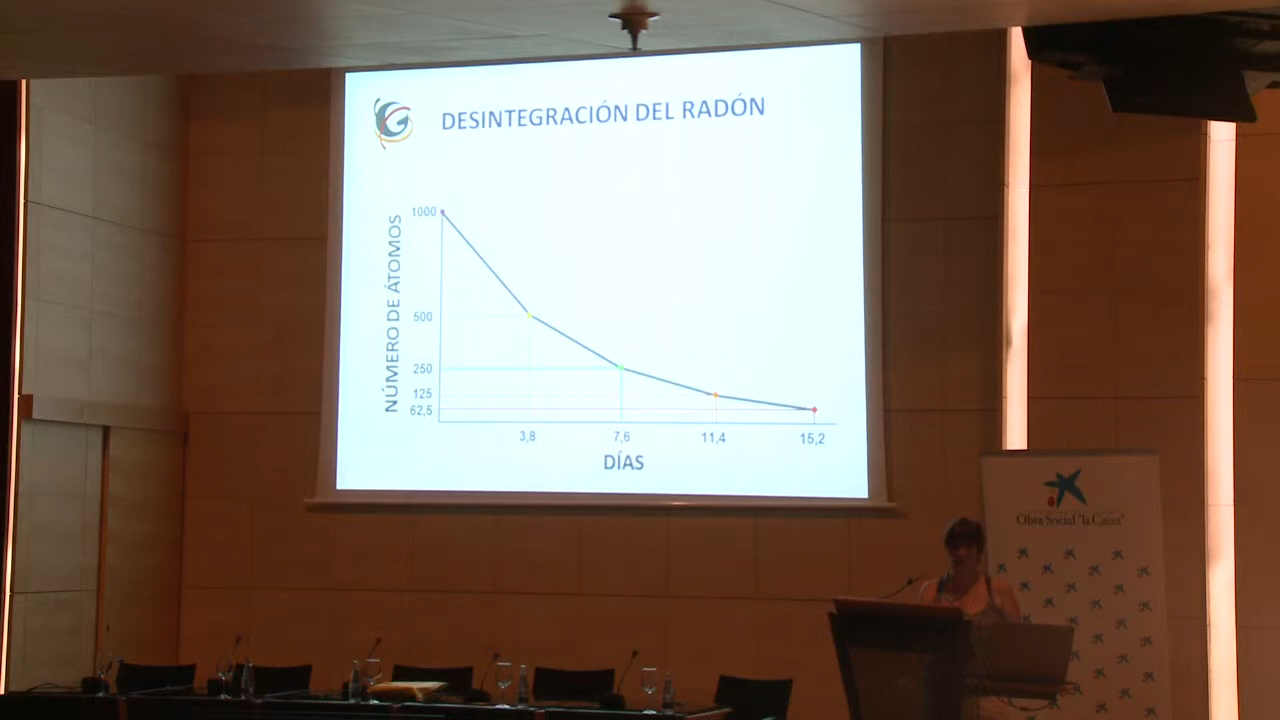 DESINTEGRACIÓN DEL RADÓN
NÚMERO DE ÁTOMOS
1000
500
250
125
62,5
3,8
7,6
11,4
15,2
DÍAS
Obra Social "la Caixa"